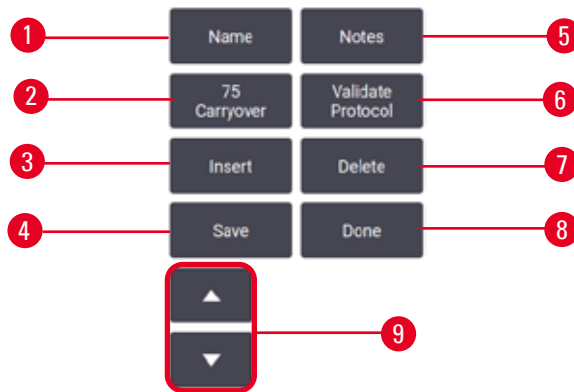 1 Name Notes 5
2 75 Carryover Validate Protocol 6
3 Insert Delete 7
4 Save Done 8
9